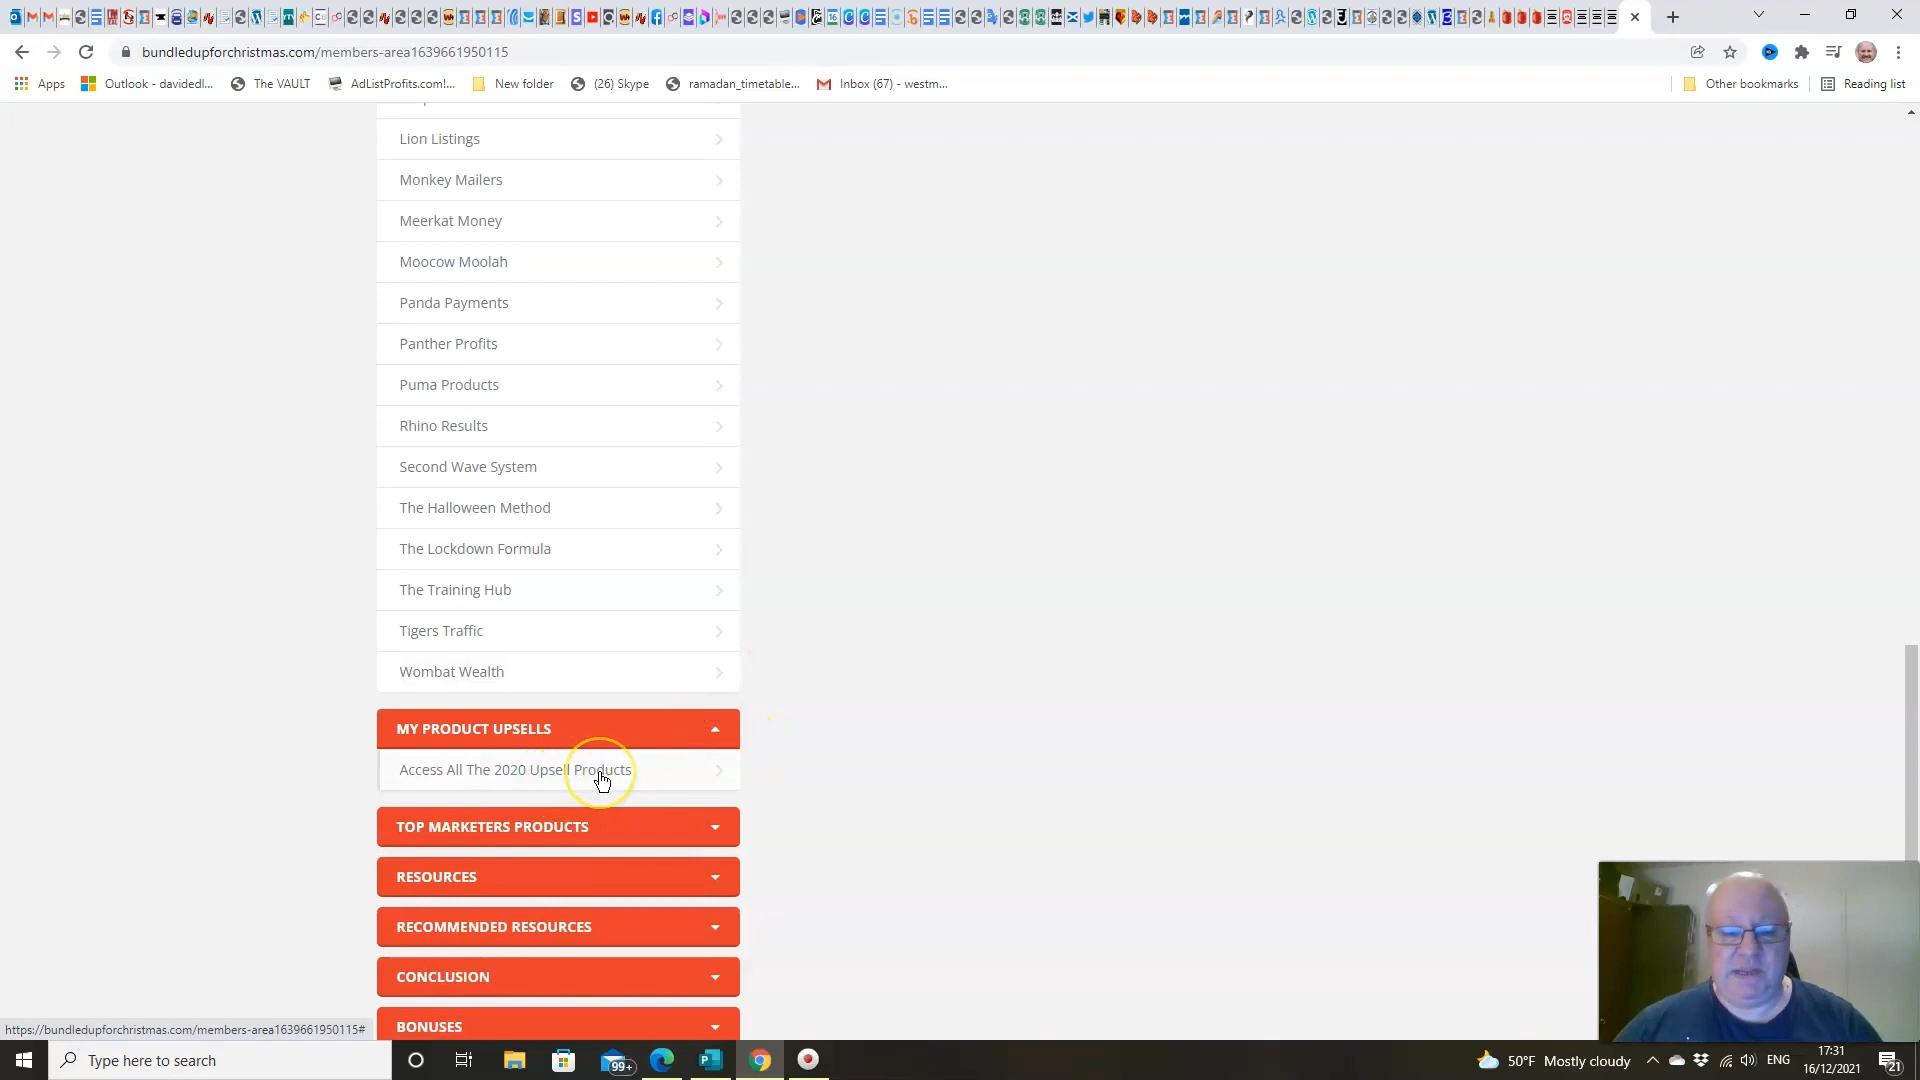 bundledupforchristmas.com/members-area1639661950115
Apps
Outlook - davidedl...
The VAULT
AdListProfits.com!...
New folder
(26) Skype
ramadan_timetable...
Inbox (67) - westm...
Other bookmarks
Reading list
Lion Listings
Monkey Mailers
Meerkat Money
Moocow Moolah
Panda Payments
Panther Profits
Puma Products
Rhino Results
Second Wave System
The Halloween Method
The Lockdown Formula
The Training Hub
Tigers Traffic
Wombat Wealth
MY PRODUCT UPSELLS
Access All The 2020 Upsell Products
TOP MARKETERS PRODUCTS
RESOURCES
RECOMMENDED RESOURCES
CONCLUSION
BONUSES
https://bundledupforchristmas.com/members-area1639661950115#
Type here to search
99+
50°F Mostly cloudy
ENG
17:31
16/12/2021
21